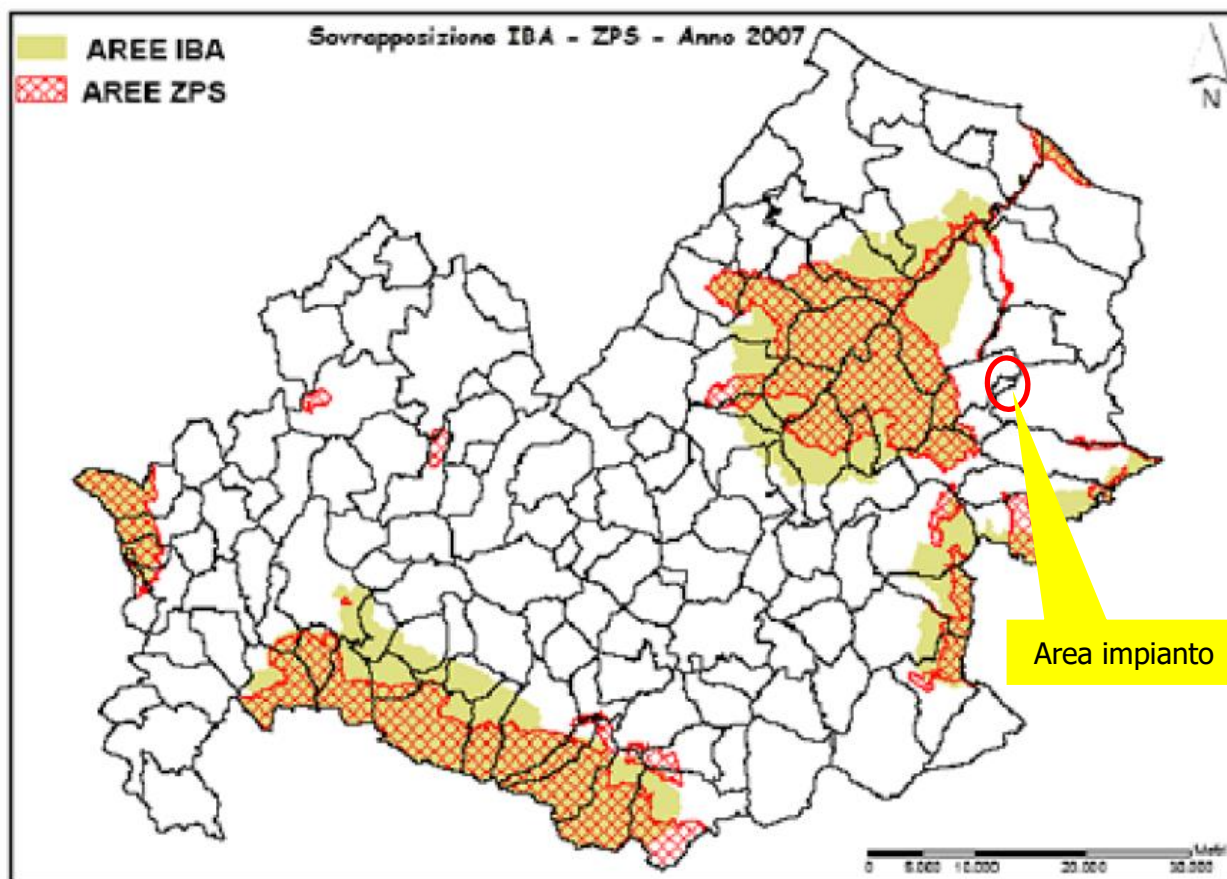 Sovrapposizione IBA - ZPS - Anno 2007
AREE IBA
AREE ZPS
N
Area impianto
Metri
0 5.000 10.000 20.000 30.000